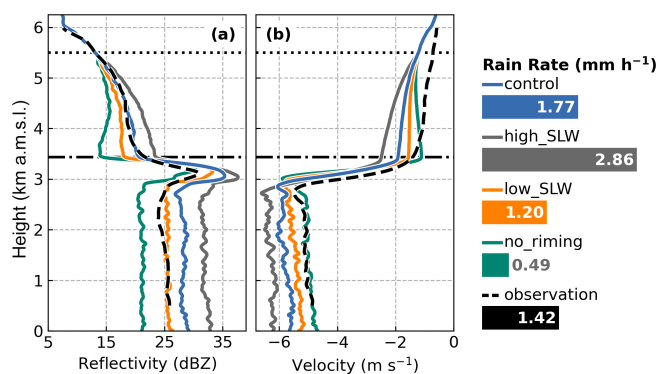 (a)
(b)
6
5
4
3
2
1
0
Height (km a.m.s.l.)
5 15 25 35
Reflectivity (dBZ)
−6 −4 −2 0
Velocity (m s⁻¹)
Rain Rate (mm h⁻¹)
control
1.77
high_SLW
2.86
low_SLW
1.20
no_riming
0.49
observation
1.42